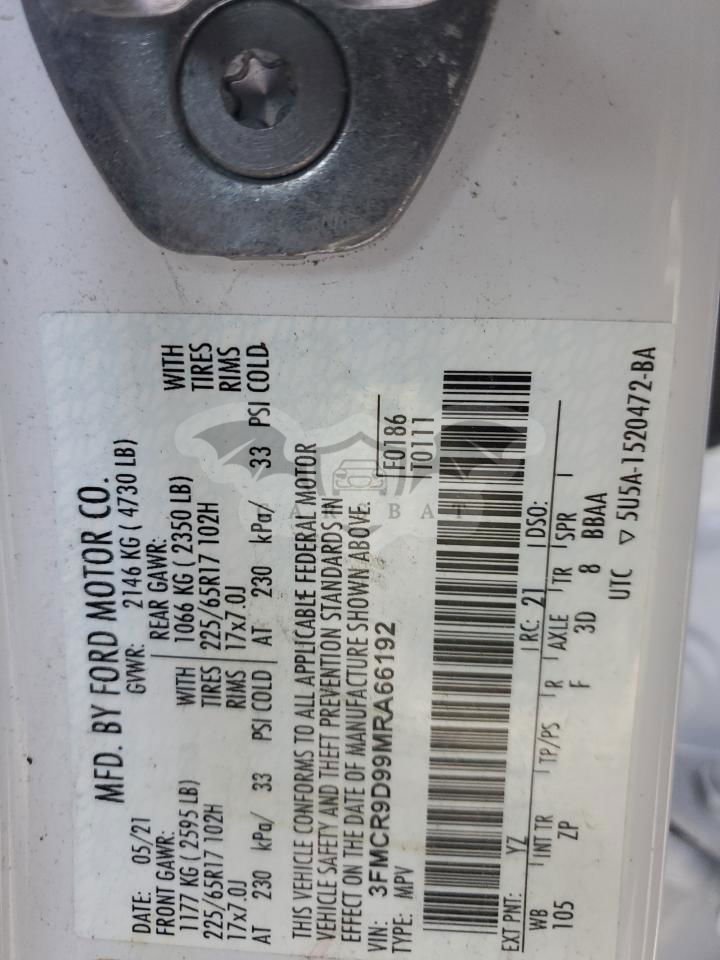 MFD. BY FORD MOTOR CO.
DATE: 05/21 GVWR: 2146 KG ( 4730 LB)
FRONT GAWR: REAR GAWR:
1177 KG ( 2595 LB) WITH 1066 KG ( 2350 LB) WITH
225/65R17 102H TIRES 225/65R17 102H TIRES
17x7.0J RIMS 17x7.0J RIMS
AT 230 kPa/ 33 PSI COLD AT 230 kPa/ 33 PSI COLD
THIS VEHICLE CONFORMS TO ALL APPLICABLE FEDERAL MOTOR
VEHICLE SAFETY AND THEFT PREVENTION STANDARDS IN
EFFECT ON THE DATE OF MANUFACTURE SHOWN ABOVE.
VIN: 3FMCR9D99MRA66192 F0186
TYPE: MPV T0111
EXT PNT: YZ RC: 21 DSO:
WB INT TR TP/PS R AXLE TR SPR
105 ZP F 3D 8 BBAA
UTC ▽ 5U5A-1520472-BA
CAR BAT